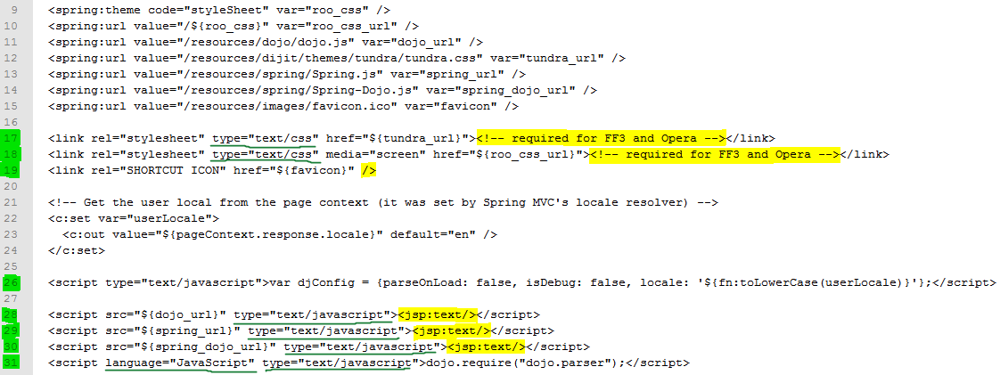 9 <spring:theme code="styleSheet" var="roo_css" />
10 <spring:url value="/${roo_css}" var="roo_css_url" />
11 <spring:url value="/resources/dojo/dojo.js" var="dojo_url" />
12 <spring:url value="/resources/dijit/themes/tundra/tundra.css" var="tundra_url" />
13 <spring:url value="/resources/spring/Spring.js" var="spring_url" />
14 <spring:url value="/resources/spring/Spring-Dojo.js" var="spring_dojo_url" />
15 <spring:url value="/resources/images/favicon.ico" var="favicon" />
16
17 <link rel="stylesheet" type="text/css" href="${tundra_url}"><!-- required for FF3 and Opera --></link>
18 <link rel="stylesheet" type="text/css" media="screen" href="${roo_css_url}"><!-- required for FF3 and Opera --></link>
19 <link rel="SHORTCUT ICON" href="${favicon}" />
20
21 <!-- Get the user local from the page context (it was set by Spring MVC's locale resolver) -->
22 <c:set var="userLocale">
23 <c:out value="${pageContext.response.locale}" default="en" />
24 </c:set>
25
26 <script type="text/javascript">var djConfig = {parseOnLoad: false, isDebug: false, locale: '${fn:toLowerCase(userLocale)}'};</script>
27
28 <script src="${dojo_url}" type="text/javascript"><jsp:text/></script>
29 <script src="${spring_url}" type="text/javascript"><jsp:text/></script>
30 <script src="${spring_dojo_url}" type="text/javascript"><jsp:text/></script>
31 <script language="JavaScript" type="text/javascript">dojo.require("dojo.parser");</script>